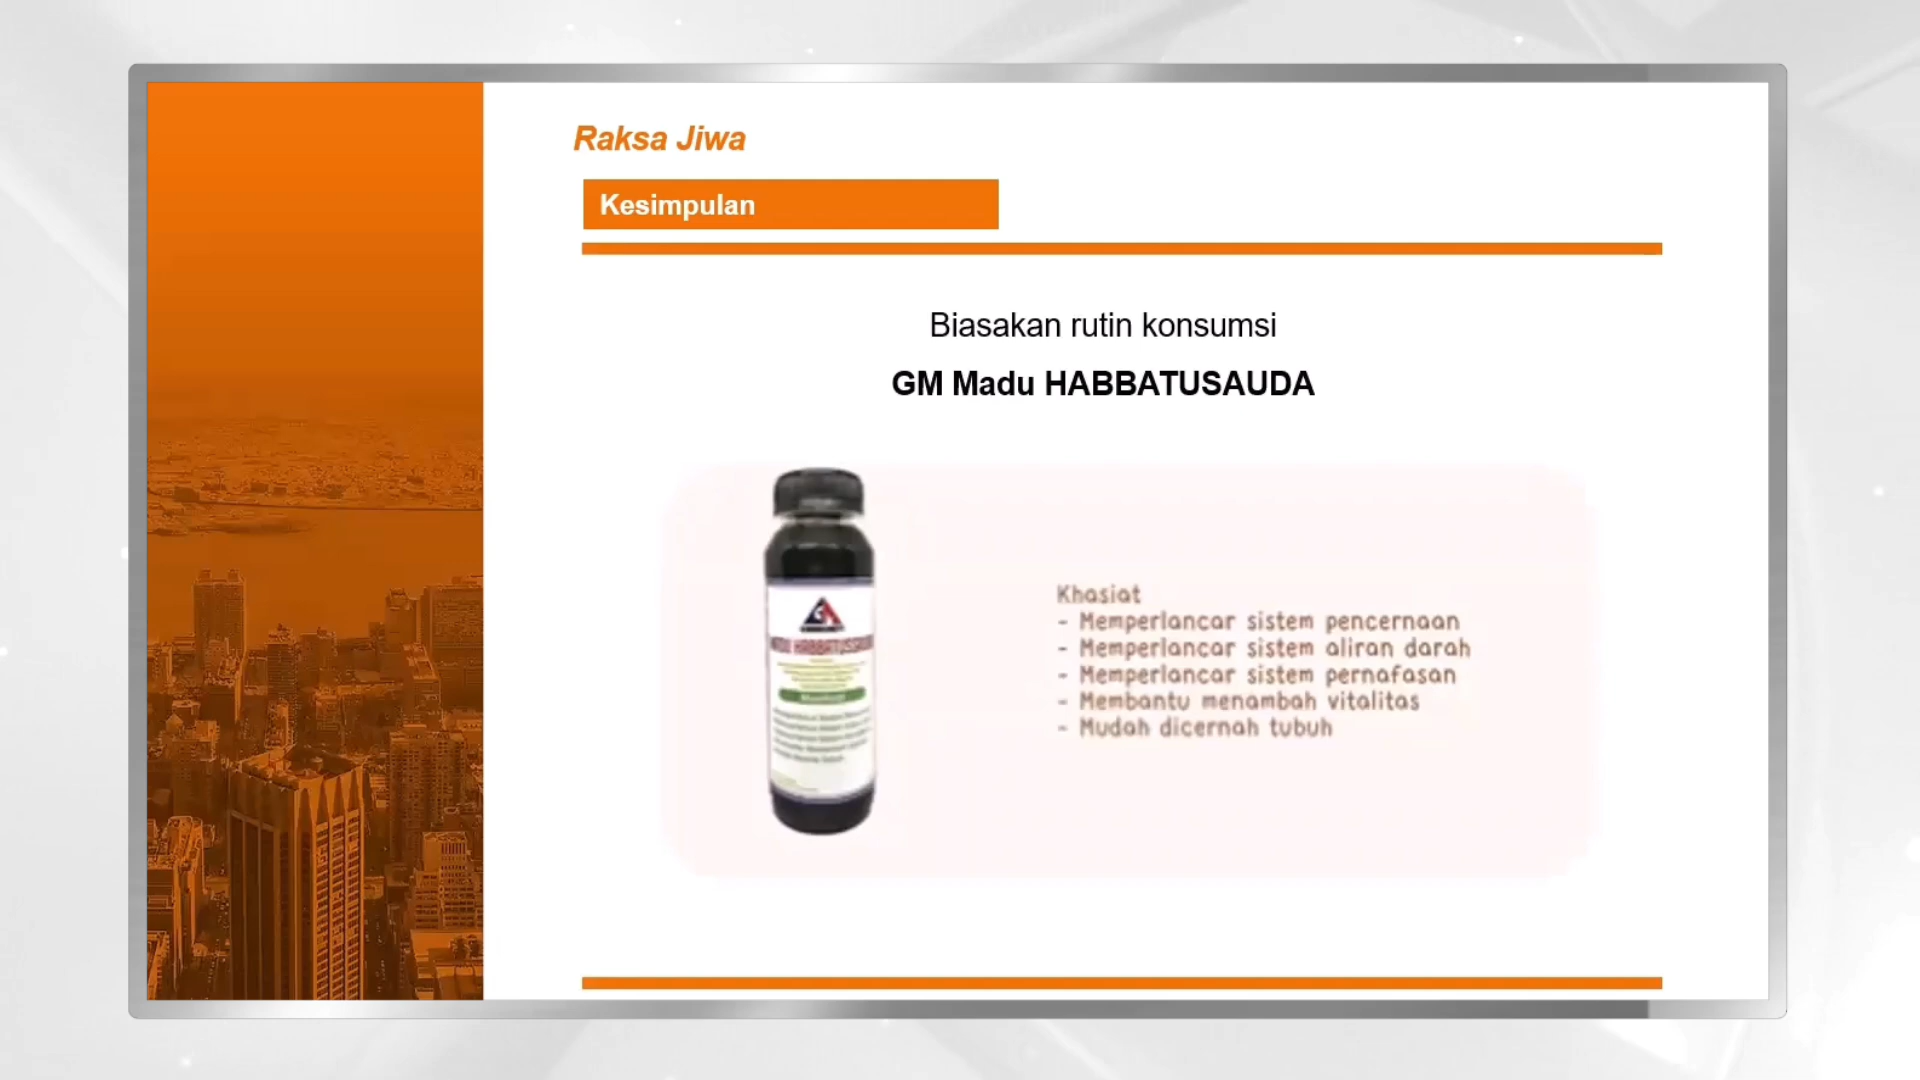 Raksa Jiwa
Kesimpulan
Biasakan rutin konsumsi
GM Madu HABBATUSAUDA
Khasiat
- Memperlancar sistem pencernaan
- Memperlancar sistem aliran darah
- Memperlancar sistem pernafasan
- Membantu menambah vitalitas
- Mudah dicernah tubuh